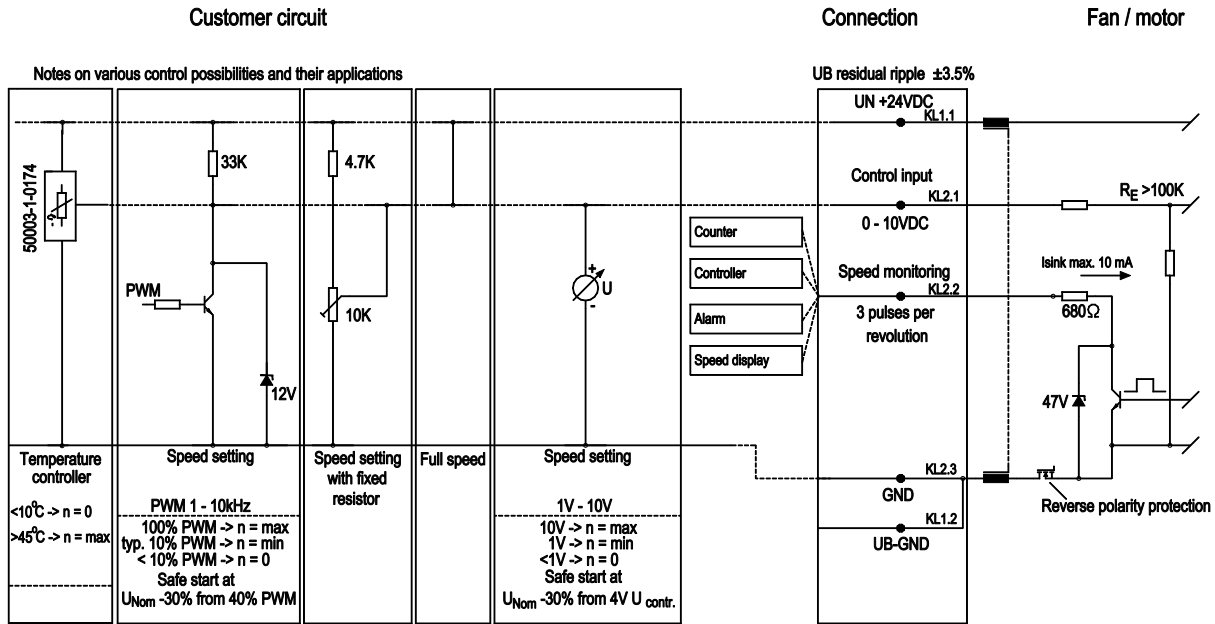 Customer circuit
Connection
Fan / motor
Notes on various control possibilities and their applications
UB residual ripple ±3.5%
UN +24VDC
KL1.1
33K
4.7K
50003-1-0174
Control input
KL2.1
RE >100K
0 - 10VDC
Counter
Controller
Alarm
Speed display
Speed monitoring
KL2.2
3 pulses per
revolution
Isink max. 10 mA
680Ω
PWM
10K
+
U
-
12V
47V
Temperature
controller
<10°C -> n = 0
>45°C -> n = max
Speed setting
PWM 1 - 10kHz
100% PWM -> n = max
typ. 10% PWM -> n = min
< 10% PWM -> n = 0
Safe start at
UNom -30% from 40% PWM
Speed setting
with fixed
resistor
Full speed
Speed setting
1V - 10V
10V -> n = max
1V -> n = min
<1V -> n = 0
Safe start at
UNom -30% from 4V U contr.
KL2.3
GND
KL1.2
UB-GND
Reverse polarity protection